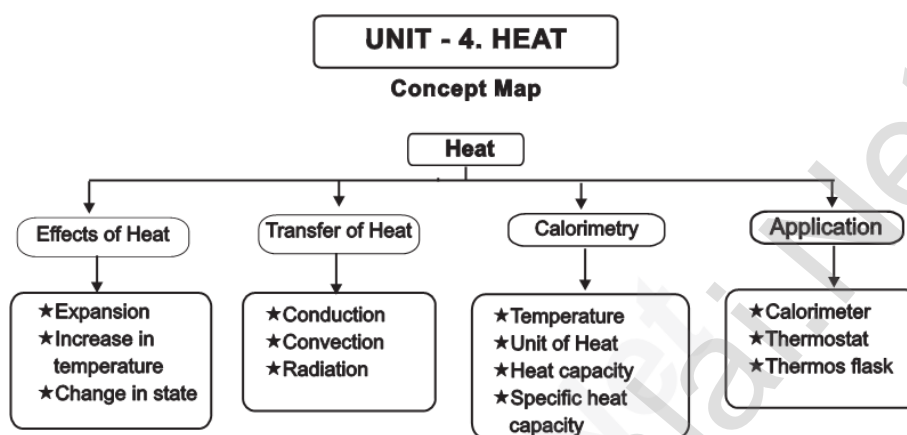 UNIT - 4. HEAT
Concept Map
Heat
Effects of Heat
Transfer of Heat
Calorimetry
Application
★Expansion
★Increase in
temperature
★Change in state
★Conduction
★Convection
★Radiation
★Temperature
★Unit of Heat
★Heat capacity
★Specific heat
capacity
★Calorimeter
★Thermostat
★Thermos flask